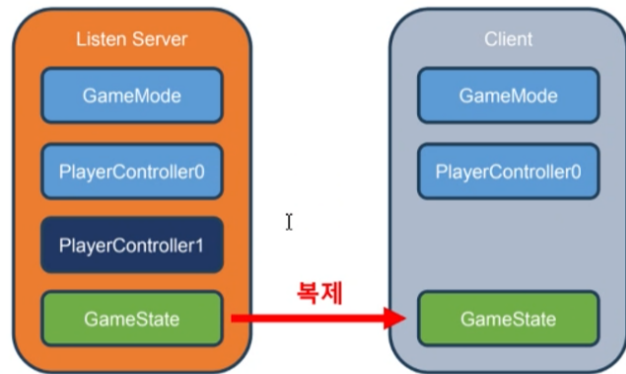 Listen Server
GameMode
PlayerController0
PlayerController1
GameState
복제
Client
GameMode
PlayerController0
GameState